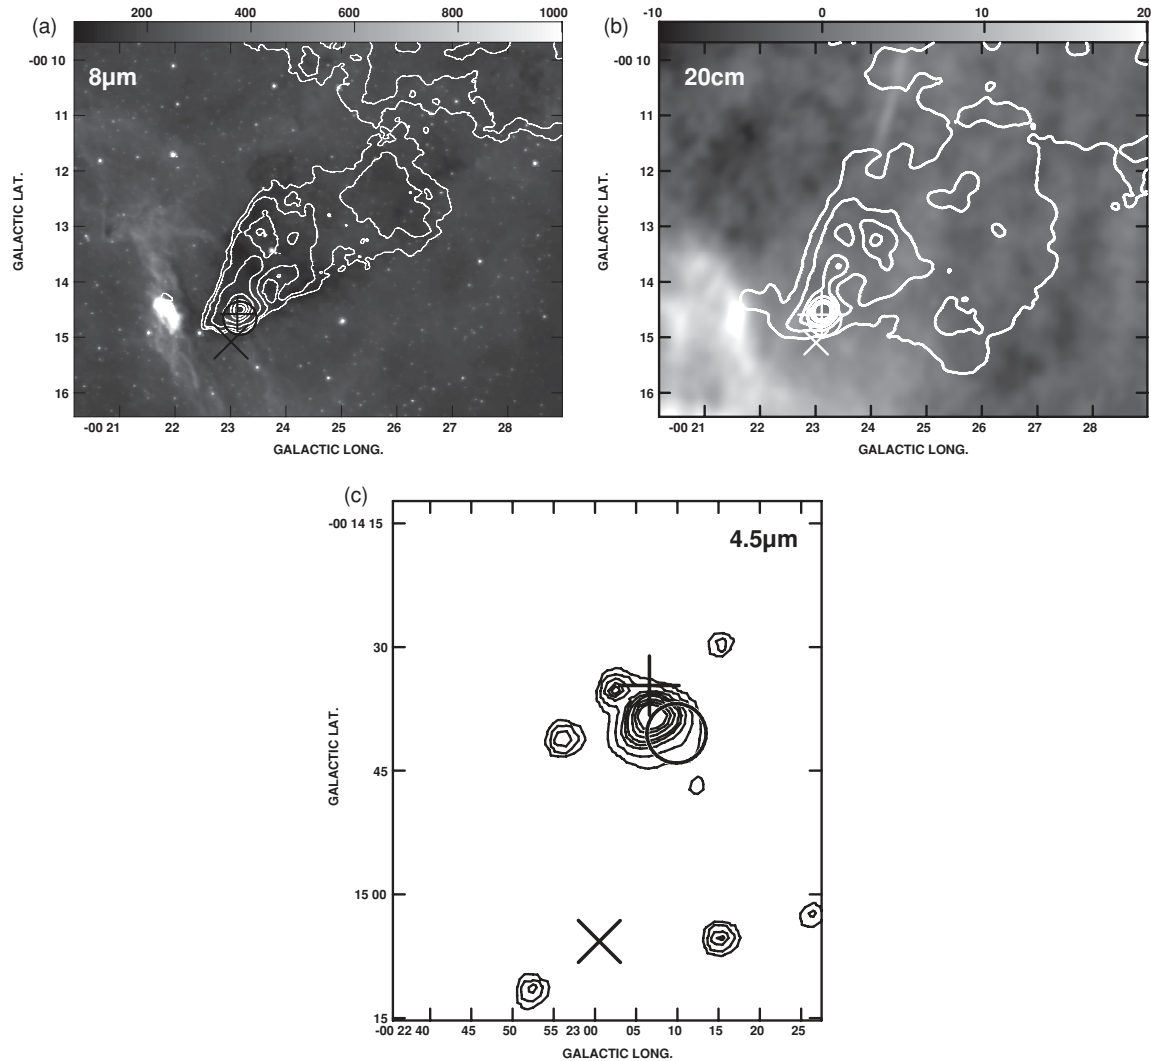 (a)
200 400 600 800 1000
8µm
-00 10
11
12
13
14
15
16
GALACTIC LAT.
-00 21 22 23 24 25 26 27 28
GALACTIC LONG.
(b)
-10 0 10 20
20cm
-00 10
11
12
13
14
15
16
GALACTIC LAT.
-00 21 22 23 24 25 26 27 28
GALACTIC LONG.
(c)
4.5µm
-00 14 15
30
45
15 00
15
GALACTIC LAT.
-00 22 40 45 50 55 23 00 05 10 15 20 25
GALACTIC LONG.